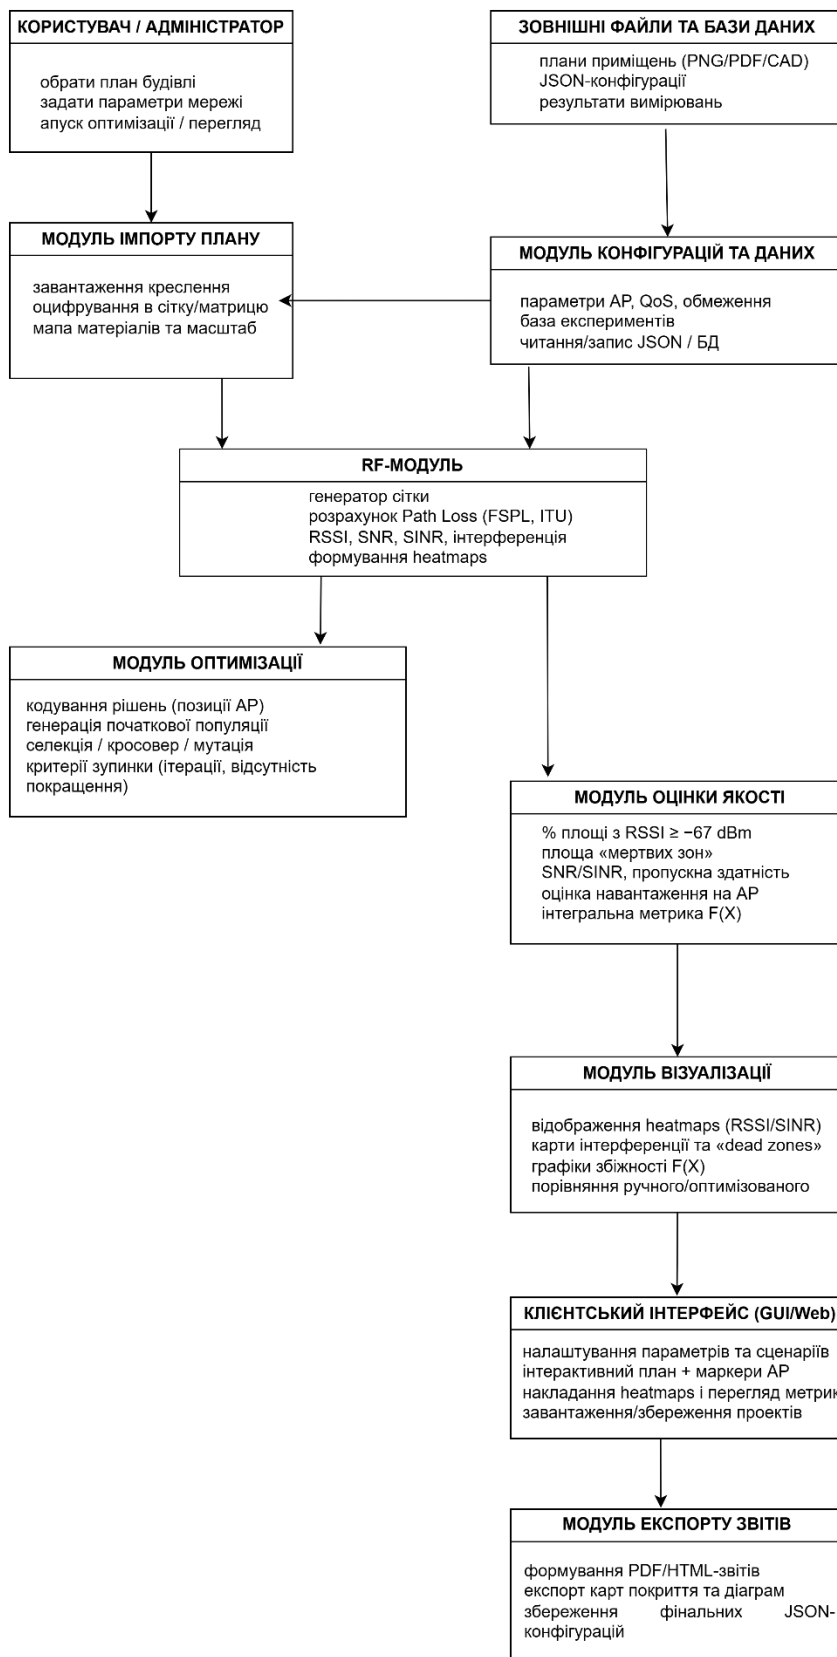 КОРИСТУВАЧ / АДМІНІСТРАТОР
обрати план будівлі
задати параметри мережі
апуск оптимізації / перегляд
ЗОВНІШНІ ФАЙЛИ ТА БАЗИ ДАНИХ
плани приміщень (PNG/PDF/CAD)
JSON-конфігурації
результати вимірювань
МОДУЛЬ ІМПОРТУ ПЛАНУ
завантаження креслення
оцифрування в сітку/матрицю
мапа матеріалів та масштаб
МОДУЛЬ КОНФІГУРАЦІЙ ТА ДАНИХ
параметри AP, QoS, обмеження
база експериментів
читання/запис JSON / БД
RF-МОДУЛЬ
генератор сітки
розрахунок Path Loss (FSPL, ITU)
RSSI, SNR, SINR, інтерференція
формування heatmaps
МОДУЛЬ ОПТИМІЗАЦІЇ
кодування рішень (позиції AP)
генерація початкової популяції
селекція / кросовер / мутація
критерії зупинки (ітерації, відсутність
покращення)
МОДУЛЬ ОЦІНКИ ЯКОСТІ
% площі з RSSI ≥ −67 dBm
площа «мертвих зон»
SNR/SINR, пропускна здатність
оцінка навантаження на AP
інтегральна метрика F(X)
МОДУЛЬ ВІЗУАЛІЗАЦІЇ
відображення heatmaps (RSSI/SINR)
карти інтерференції та «dead zones»
графіки збіжності F(X)
порівняння ручного/оптимізованого
КЛІЄНТСЬКИЙ ІНТЕРФЕЙС (GUI/Web)
налаштування параметрів та сценаріїв
інтерактивний план + маркери AP
накладання heatmaps і перегляд метрик
завантаження/збереження проектів
МОДУЛЬ ЕКСПОРТУ ЗВІТІВ
формування PDF/HTML-звітів
експорт карт покриття та діаграм
збереження фінальних JSON-
конфігурацій